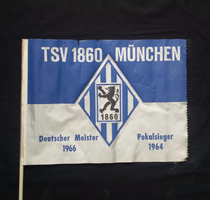 TSV 1860 MÜNCHEN
1860
Deutscher Meister
1966
Pokalsieger
1964